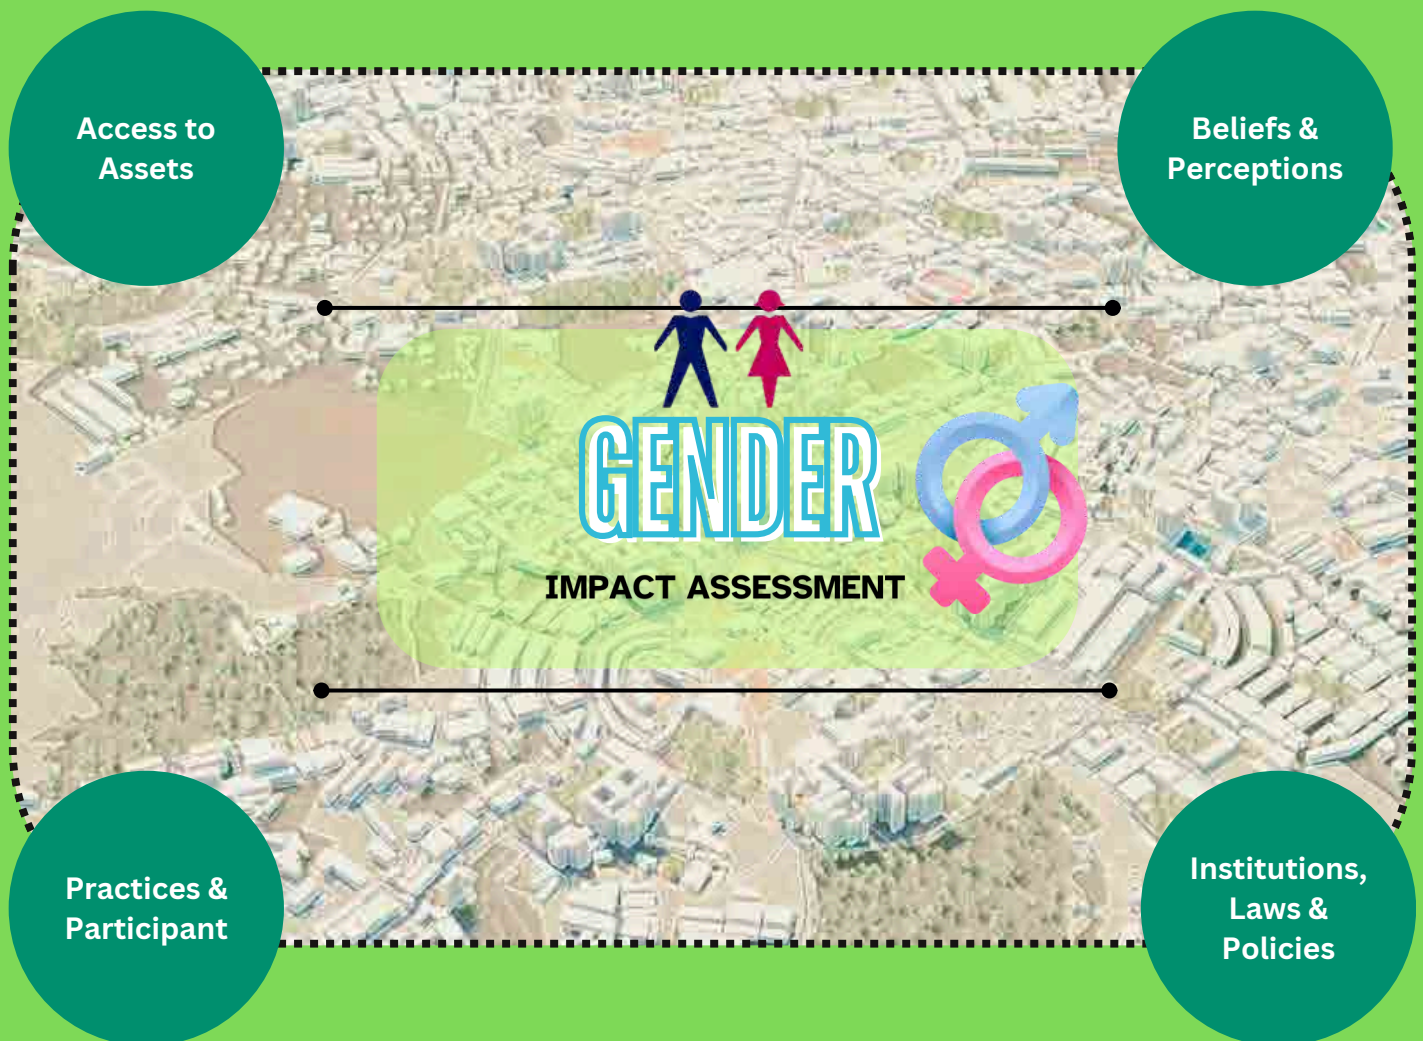 Access to
Assets
Beliefs &
Perceptions
GENDER
IMPACT ASSESSMENT
Practices &
Participant
Institutions,
Laws &
Policies